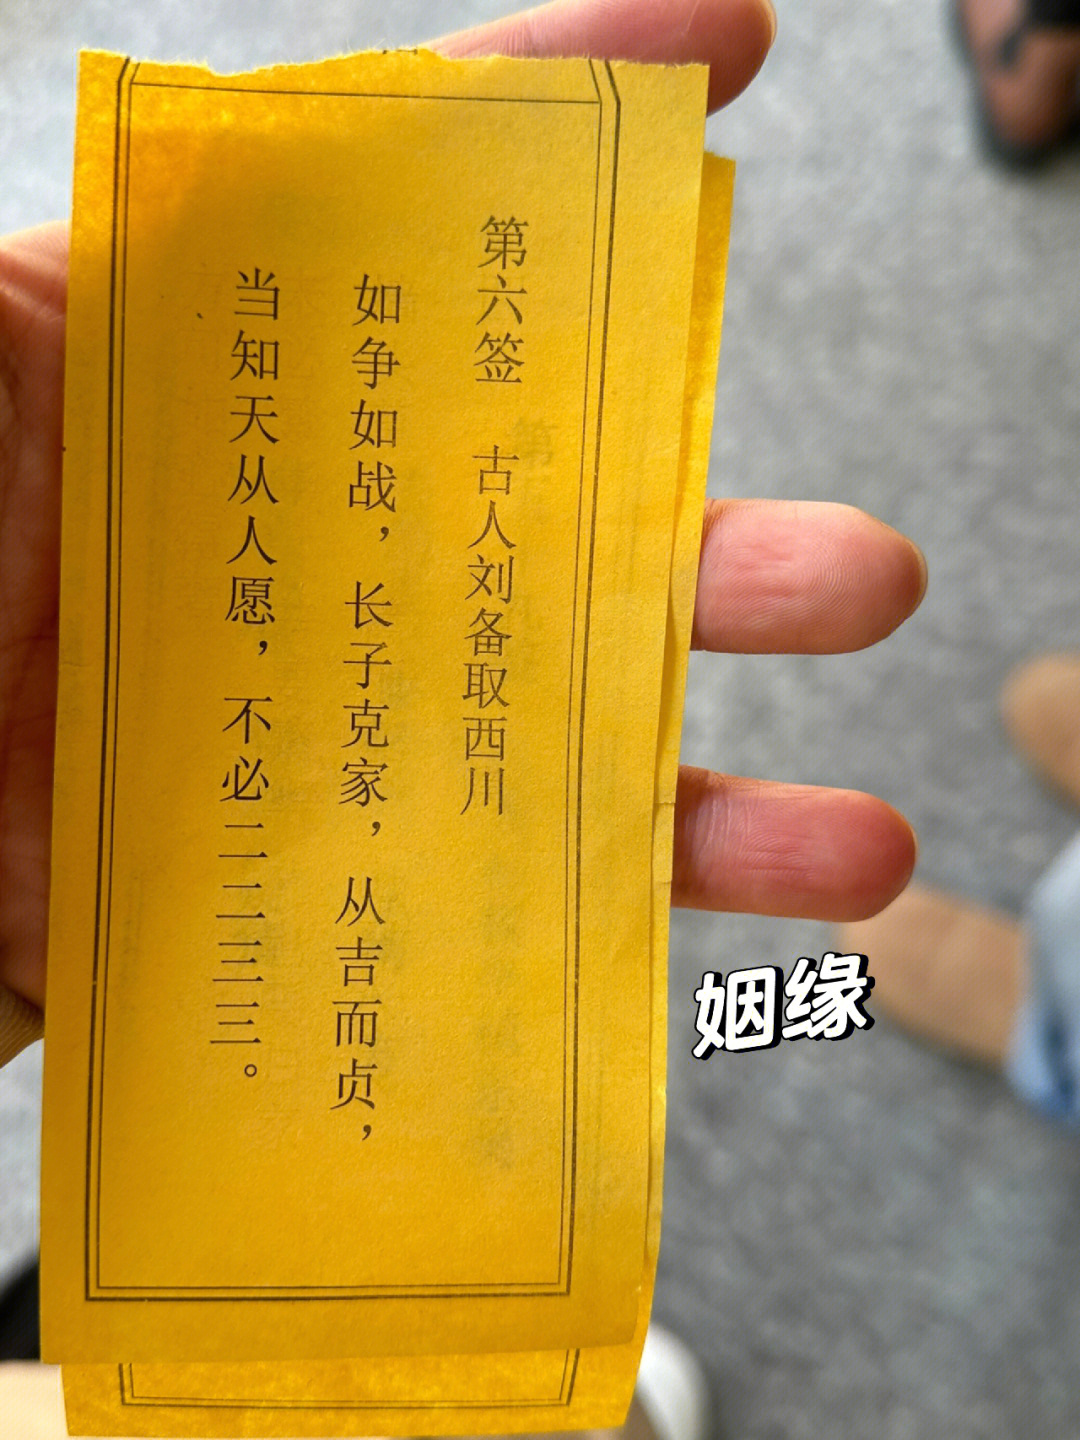 第六签 古人刘备取西川
如争如战，长子克家，从吉而贞，
当知天从人愿，不必二二三三。
姻缘